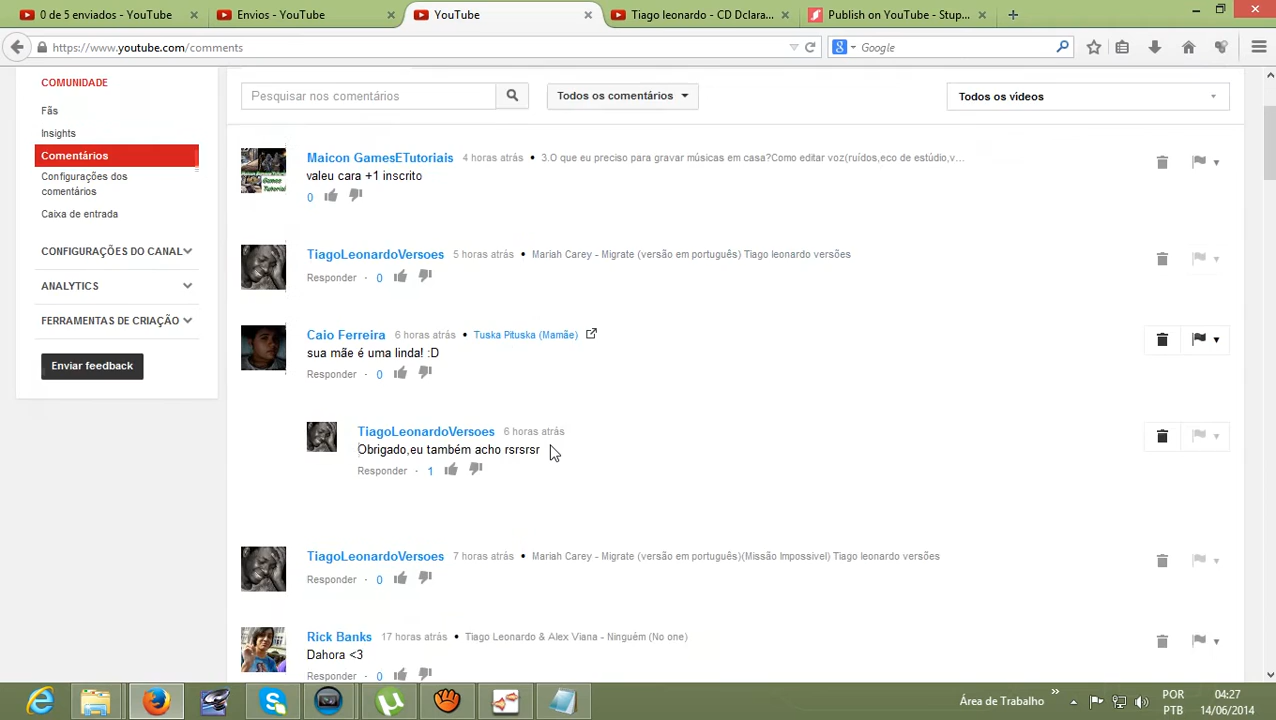 0 de 5 - YouTube
Envios - YouTube
YouTube
Tiago leonardo - CD Dclara...
Publish on YouTube - Stup...
https://www.youtube.com/comments
Google
COMUNIDADE
Fãs
Insights
Comentários
Configurações dos
comentários
Caixa de entrada
CONFIGURAÇÕES DO CANAL
ANALYTICS
FERRAMENTAS DE CRIAÇÃO
Enviar feedback
Pesquisar nos comentários
Todos os comentários
Todos os vídeos
Maicon GamesETutoriais 4 horas atrás • 3.O que eu preciso para gravar músicas em casa?Como editar voz(ruídos,eco de estúdio,v...
valeu cara +1 inscrito
0
TiagoLeonardoVersoes 5 horas atrás • Mariah Carey - Migrate (versão em português) Tiago leonardo versões
Responder · 0
Caio Ferreira 6 horas atrás • Tuska Pituska (Mamãe)
sua mãe é uma linda! :D
Responder · 0
TiagoLeonardoVersoes 6 horas atrás
Obrigado,eu também acho rsrsrsr
Responder · 1
TiagoLeonardoVersoes 7 horas atrás • Mariah Carey - Migrate (versão em português)(Missão Impossivel) Tiago leonardo versões
Responder · 0
Rick Banks 17 horas atrás • Tiago Leonardo & Alex Viana - Ninguém (No one)
Dahora <3
Responder · 0
Área de Trabalho
POR
PTB
04:27
14/06/2014